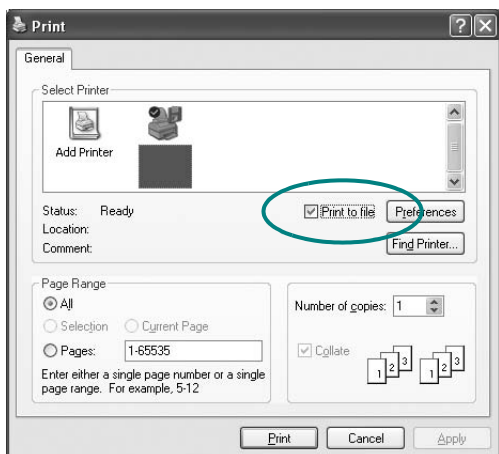 Print
General
Select Printer
Add Printer
Status: Ready
Location:
Comment:
Print to file
Preferences
Find Printer...
Page Range
All
Selection Current Page
Pages: 1-65535
Enter either a single page number or a single
page range. For example, 5-12
Number of copies: 1
Collate
1 2 3 1 2 3
Print Cancel Apply